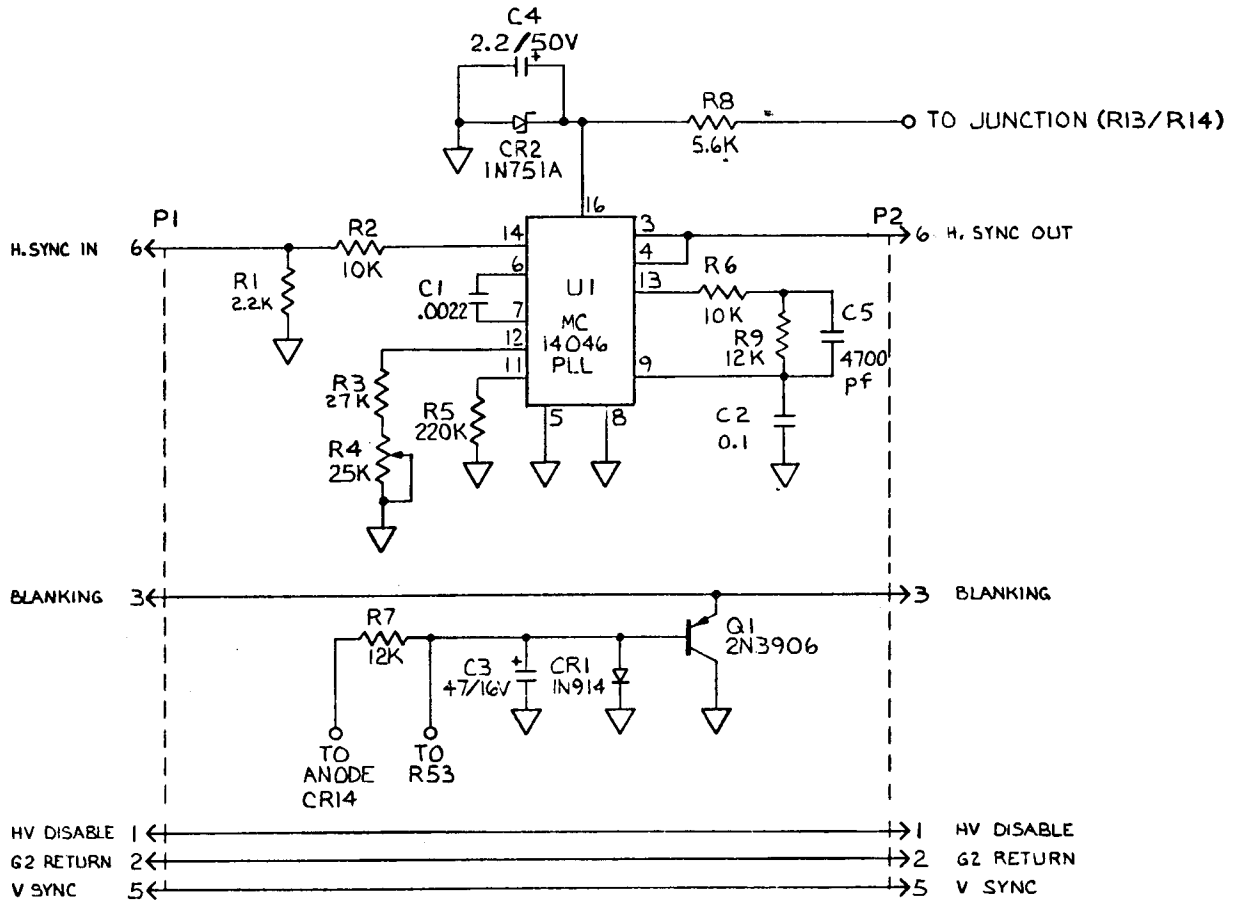 C4
2.2/50V
+
R8
5.6K
TO JUNCTION (R13/R14)
CR2
1N751A
16
P1
P2
H.SYNC IN 6
R2
10K
14
3
6 H. SYNC OUT
4
R1
2.2K
C1
.0022
6
7
U1
MC
14046
PLL
13
R6
10K
R9
12K
C5
4700
pf
12
11
9
R3
27K
R5
220K
5
8
C2
0.1
R4
25K
BLANKING 3
3 BLANKING
R7
12K
Q1
2N3906
C3
47/16V
+
CR1
1N914
TO
ANODE
CR14
TO
R53
HV DISABLE 1
1 HV DISABLE
G2 RETURN 2
2 G2 RETURN
V SYNC 5
5 V SYNC